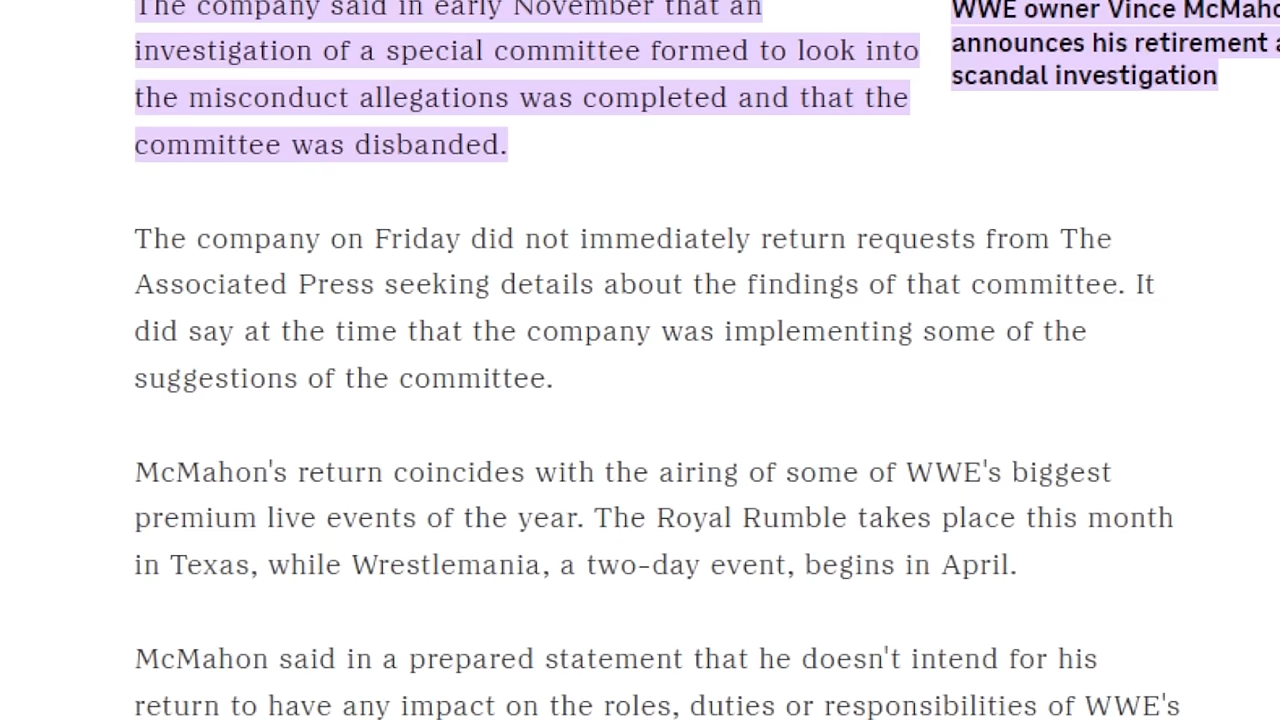 The company said in early November that an
investigation of a special committee formed to look into
the misconduct allegations was completed and that the
committee was disbanded.
WWE owner Vince McMaho
announces his retirement a
scandal investigation
The company on Friday did not immediately return requests from The
Associated Press seeking details about the findings of that committee. It
did say at the time that the company was implementing some of the
suggestions of the committee.
McMahon's return coincides with the airing of some of WWE's biggest
premium live events of the year. The Royal Rumble takes place this month
in Texas, while Wrestlemania, a two-day event, begins in April.
McMahon said in a prepared statement that he doesn't intend for his
return to have any impact on the roles, duties or responsibilities of WWE's